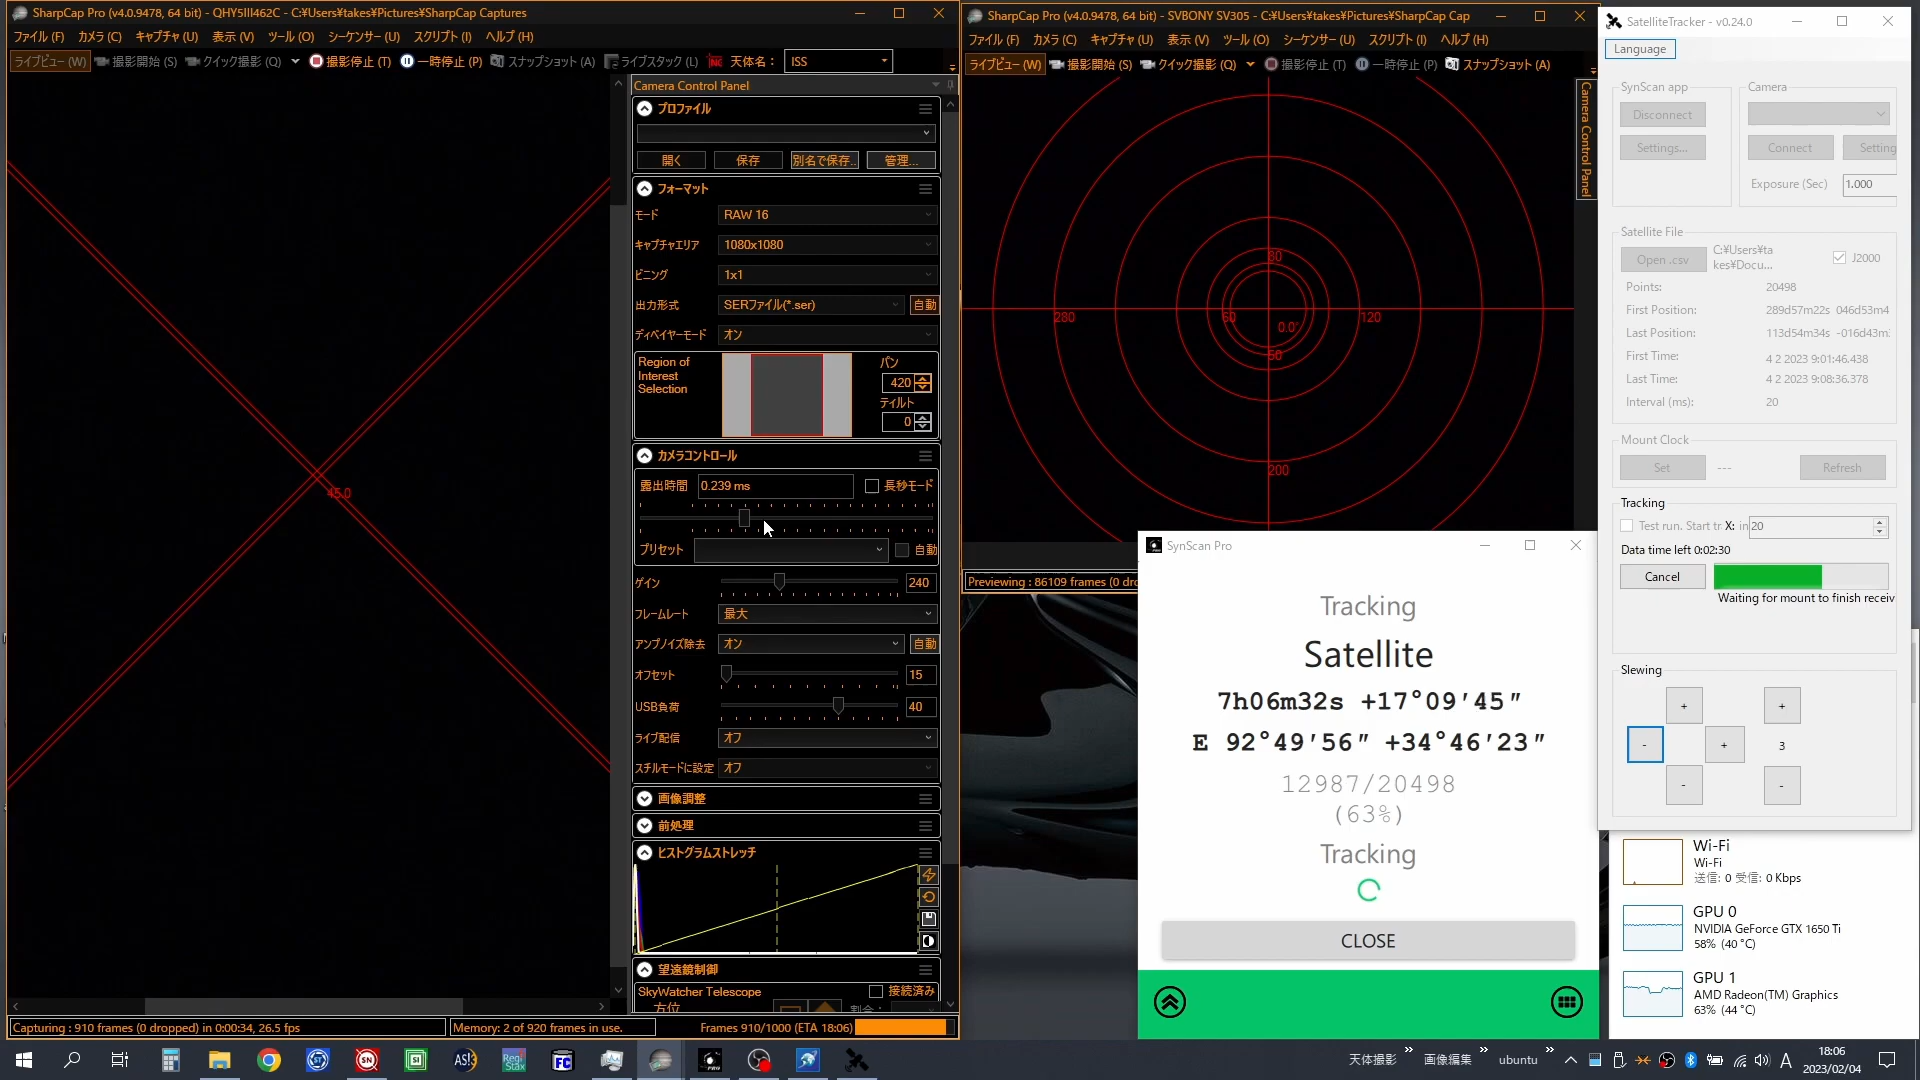 SharpCap Pro (v4.0.9478, 64 bit) - QHY5III462C - C:¥Users¥takes¥Pictures¥SharpCap Captures
ファイル (F) カメラ (C) キャプチャ (U) 表示 (V) ツール (O) シーケンサー (U) スクリプト (I) ヘルプ (H)
ライブビュー (W) 撮影開始 (S) クイック撮影 (Q) 撮影停止 (T) 一時停止 (P) スナップショット (A) ライブスタック (L) 天体名： ISS
45.0
Camera Control Panel
プロファイル
開く 保存 別名で保存.. 管理...
フォーマット
モード RAW 16
キャプチャエリア 1080x1080
ビニング 1x1
出力形式 SERファイル(*.ser) 自動
ディベイヤーモード オン
Region of Interest Selection
パン
420
ティルト
0
カメラコントロール
露出時間 0.239 ms 長秒モード
プリセット 自動
ゲイン 240
フレームレート 最大
アンプノイズ除去 オン 自動
オフセット 15
USB負荷 40
ライブ配信 オフ
スチルモードに設定 オフ
画像調整
前処理
ヒストグラムストレッチ
望遠鏡制御
SkyWatcher Telescope 接続済み
方位
Capturing : 910 frames (0 dropped) in 0:00:34, 26.5 fps
Memory: 2 of 920 frames in use.
Frames 910/1000 (ETA 18:06)
SharpCap Pro (v4.0.9478, 64 bit) - SVBONY SV305 - C:¥Users¥takes¥Pictures¥SharpCap Cap
ファイル (F) カメラ (C) キャプチャ (U) 表示 (V) ツール (O) シーケンサー (U) スクリプト (I) ヘルプ (H)
ライブビュー (W) 撮影開始 (S) クイック撮影 (Q) 撮影停止 (T) 一時停止 (P) スナップショット (A)
Camera Control Panel
80
280
60
0.0°
120
50
200
Previewing : 86109 frames (0 dro
SynScan Pro
Tracking
Satellite
7h06m32s +17°09′45″
E 92°49′56″ +34°46′23″
12987/20498
(63%)
Tracking
CLOSE
SatelliteTracker - v0.24.0
Language
SynScan app
Disconnect
Settings...
Camera
Connect Setting
Exposure (Sec) 1.000
Satellite File
Open .csv C:¥Users¥ta kes¥Docu... J2000
Points: 20498
First Position: 289d57m22s 046d53m4
Last Position: 113d54m34s -016d43m
First Time: 4 2 2023 9:01:46.438
Last Time: 4 2 2023 9:08:36.378
Interval (ms): 20
Mount Clock
Set --- Refresh
Tracking
Test run. Start tr X: in 20
Data time left 0:02:30
Cancel
Waiting for mount to finish receiv
Slewing
+ +
- + 3
- -
Wi-Fi
Wi-Fi
送信: 0 受信: 0 Kbps
GPU 0
NVIDIA GeForce GTX 1650 Ti
58% (40 °C)
GPU 1
AMD Radeon(TM) Graphics
63% (44 °C)
天体撮影 画像編集 ubuntu A
18:06
2023/02/04